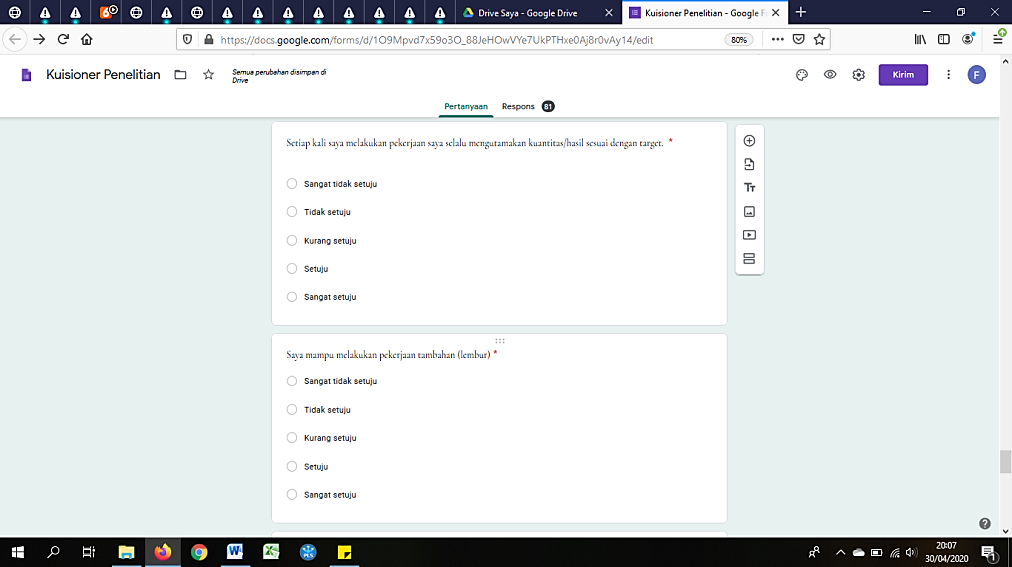 Drive Saya - Google Drive
Kuisioner Penelitian - Google F
https://docs.google.com/forms/d/1O9Mpvd7x59o3O_88JeHOwVYe7UkPTHxe0Aj8r0vAy14/edit
80%
Kuisioner Penelitian
Semua perubahan disimpan di
Drive
Kirim
F
Pertanyaan Respons 81
Setiap kali saya melakukan pekerjaan saya selalu mengutamakan kuantitas/hasil sesuai dengan target. *
Sangat tidak setuju
Tidak setuju
Kurang setuju
Setuju
Sangat setuju
Saya mampu melakukan pekerjaan tambahan (lembur) *
Sangat tidak setuju
Tidak setuju
Kurang setuju
Setuju
Sangat setuju
20:07
30/04/2020
1